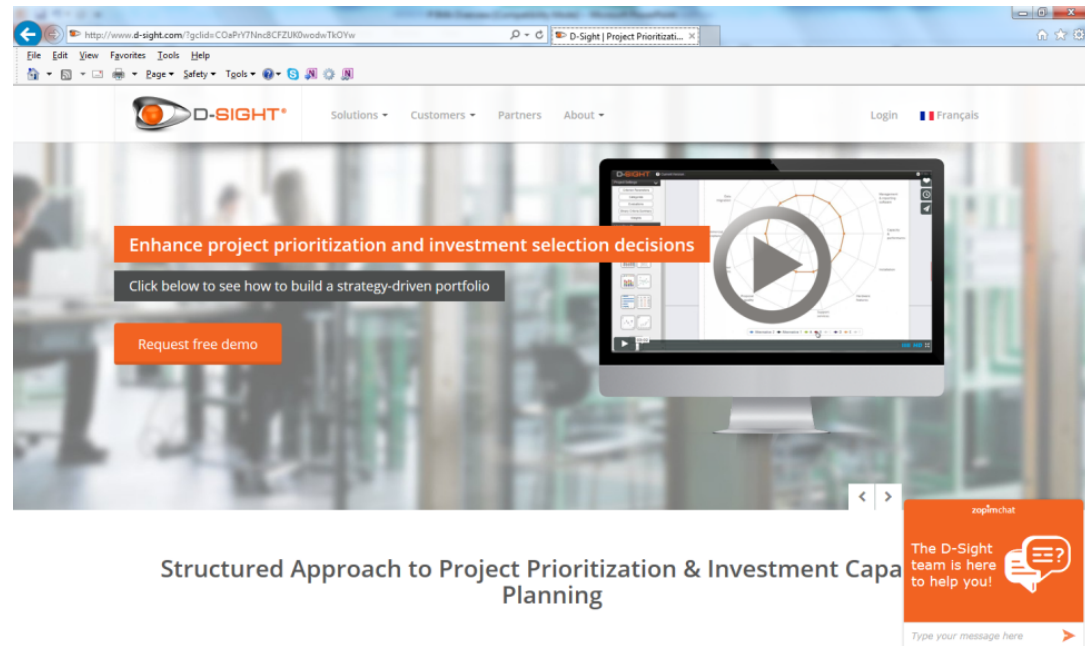 http://www.d-sight.com/?gclid=COaPrY7Nnc8CFZUK0wodwTkOYw
D-Sight | Project Prioritizati...
File Edit View Favorites Tools Help
Page Safety Tools
D-SIGHT
Solutions Customers Partners About Login Français
D-SIGHT
Enhance project prioritization and investment selection decisions
Click below to see how to build a strategy-driven portfolio
Request free demo
zopimchat
The D-Sight
team is here
to help you!
Structured Approach to Project Prioritization & Investment Capa
Planning
Type your message here